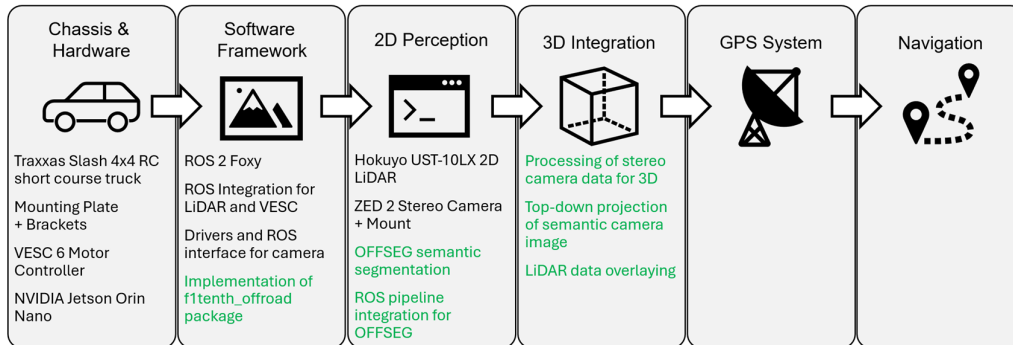 Chassis &
Hardware
Traxxas Slash 4x4 RC
short course truck
Mounting Plate
+ Brackets
VESC 6 Motor
Controller
NVIDIA Jetson Orin
Nano
Software
Framework
ROS 2 Foxy
ROS Integration for
LiDAR and VESC
Drivers and ROS
interface for camera
Implementation of
f1tenth_offroad
package
2D Perception
Hokuyo UST-10LX 2D
LiDAR
ZED 2 Stereo Camera
+ Mount
OFFSEG semantic
segmentation
ROS pipeline
integration for
OFFSEG
3D Integration
Processing of stereo
camera data for 3D
Top-down projection
of semantic camera
image
LiDAR data overlaying
GPS System
Navigation